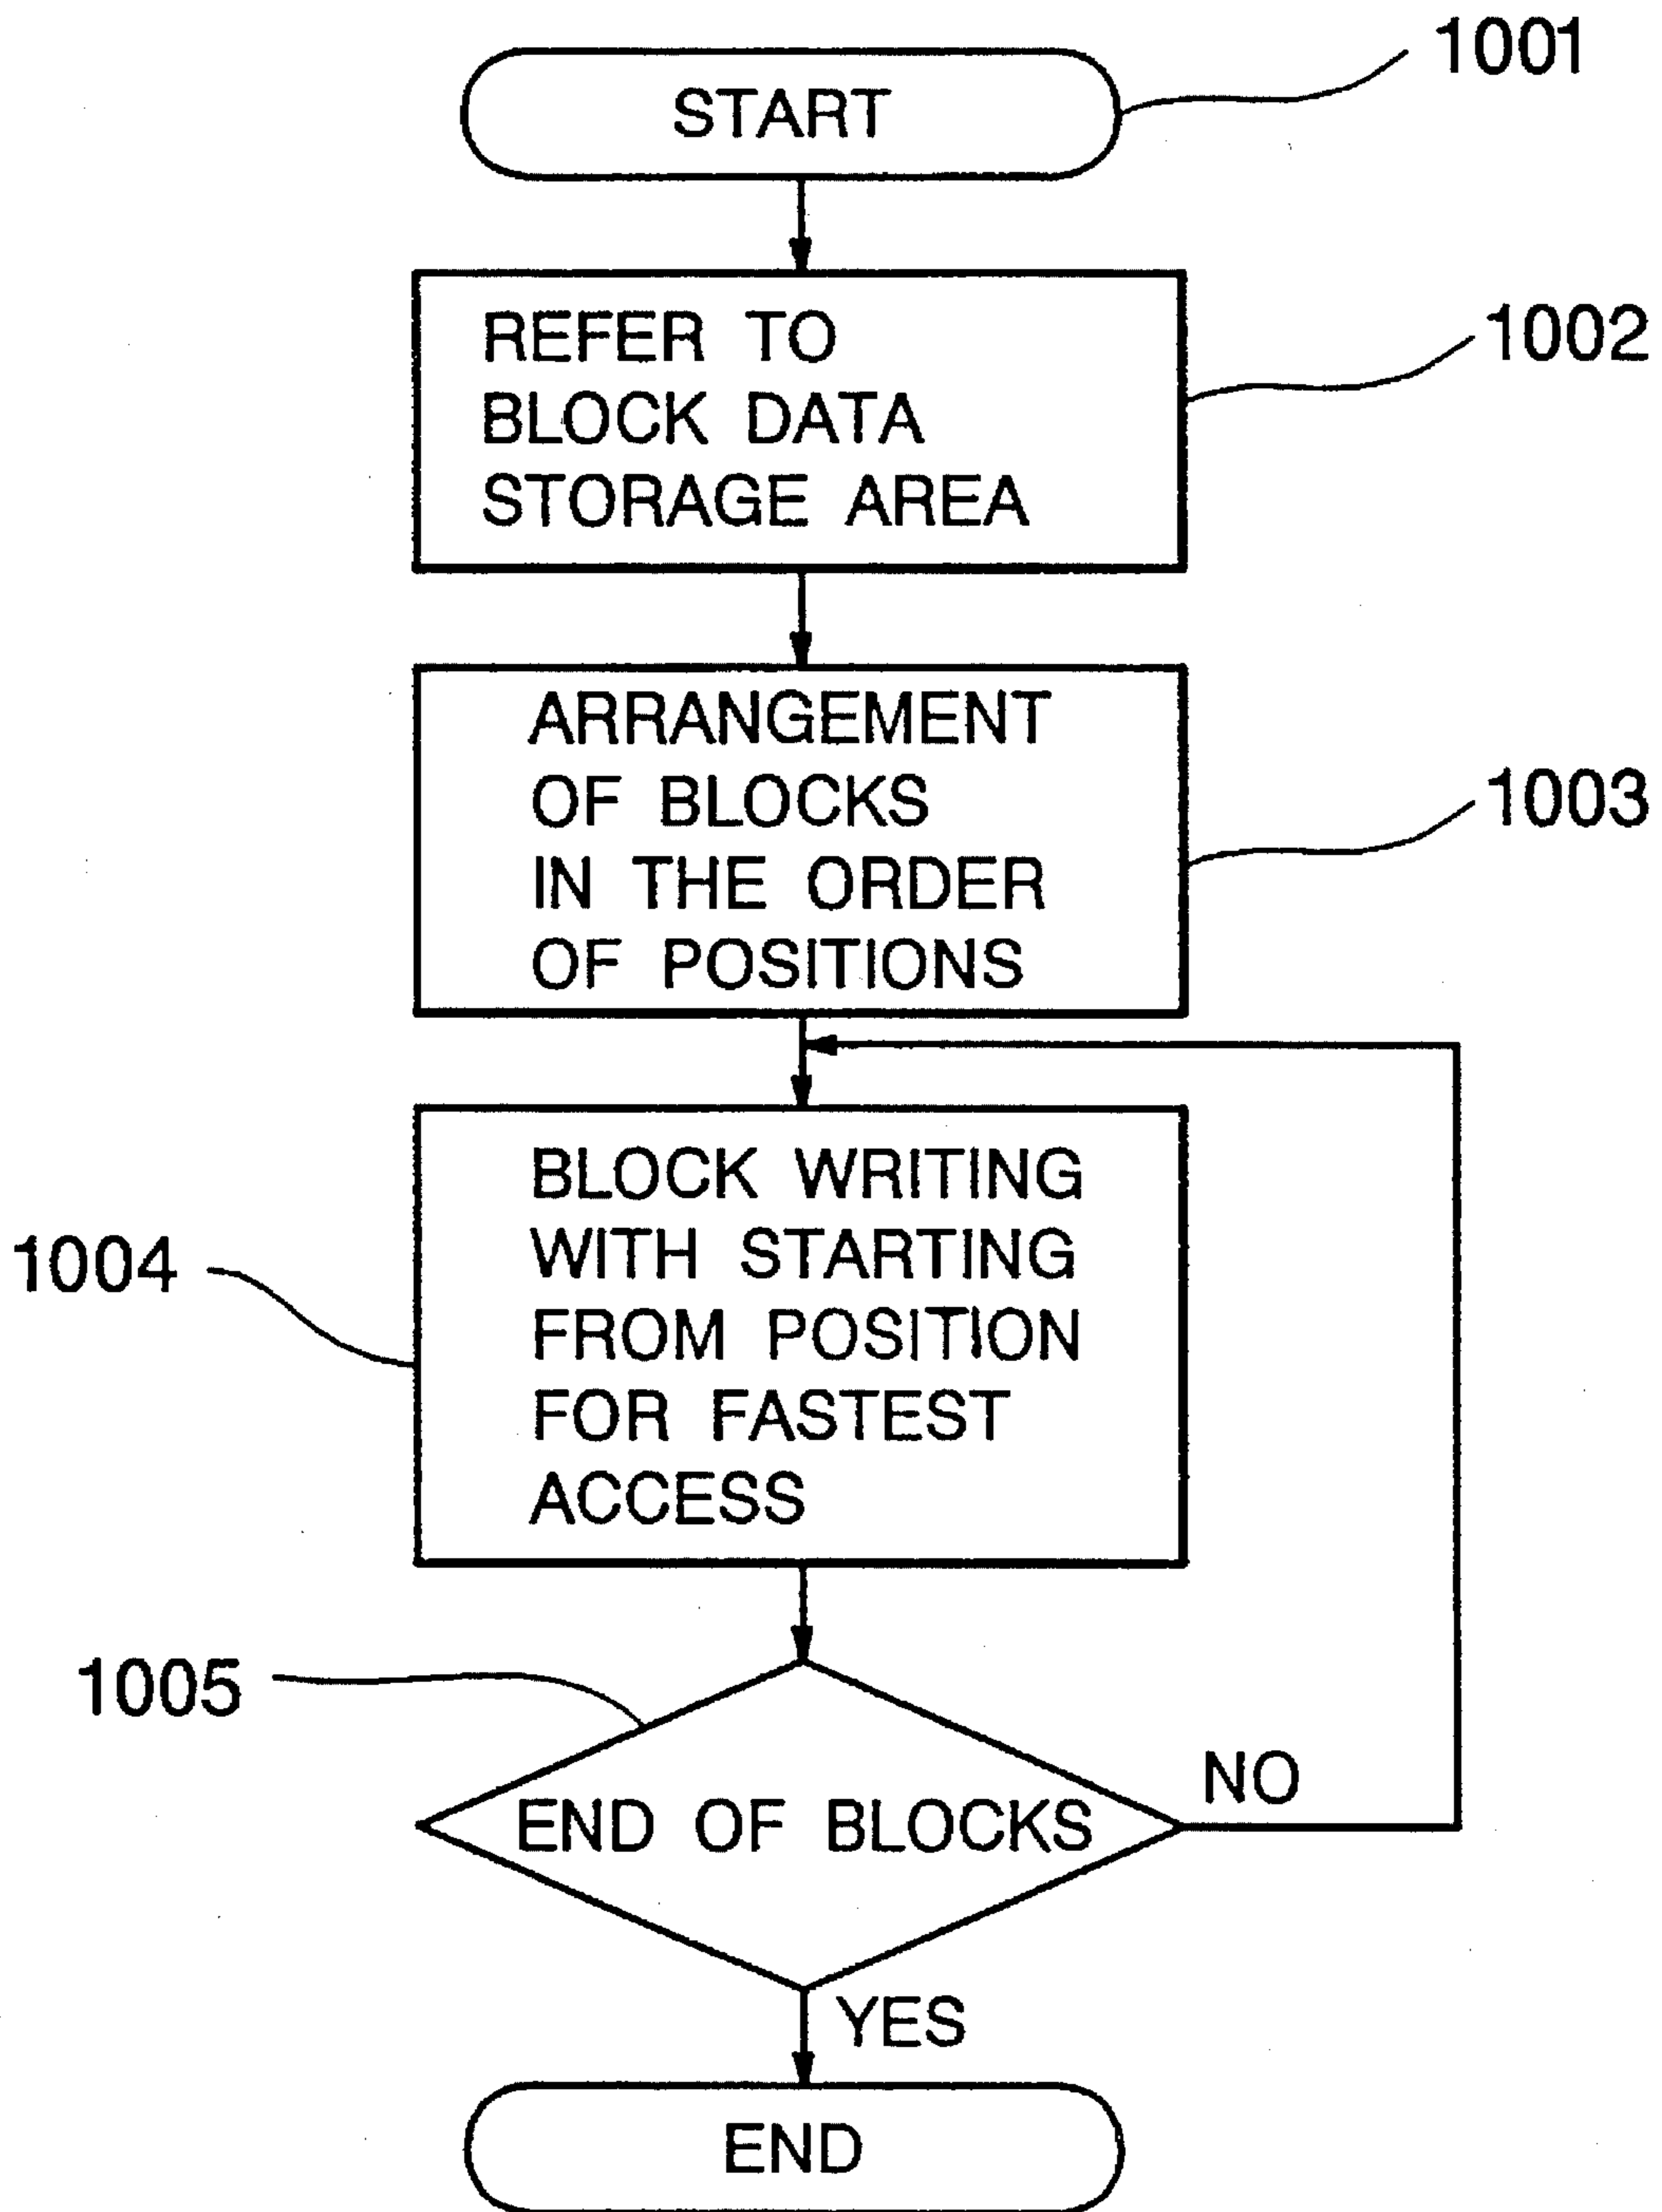 1001
START
REFER TO
BLOCK DATA
STORAGE AREA
1002
ARRANGEMENT
OF BLOCKS
IN THE ORDER
OF POSITIONS
1003
BLOCK WRITING
WITH STARTING
FROM POSITION
FOR FASTEST
ACCESS
1004
1005
END OF BLOCKS
NO
YES
END